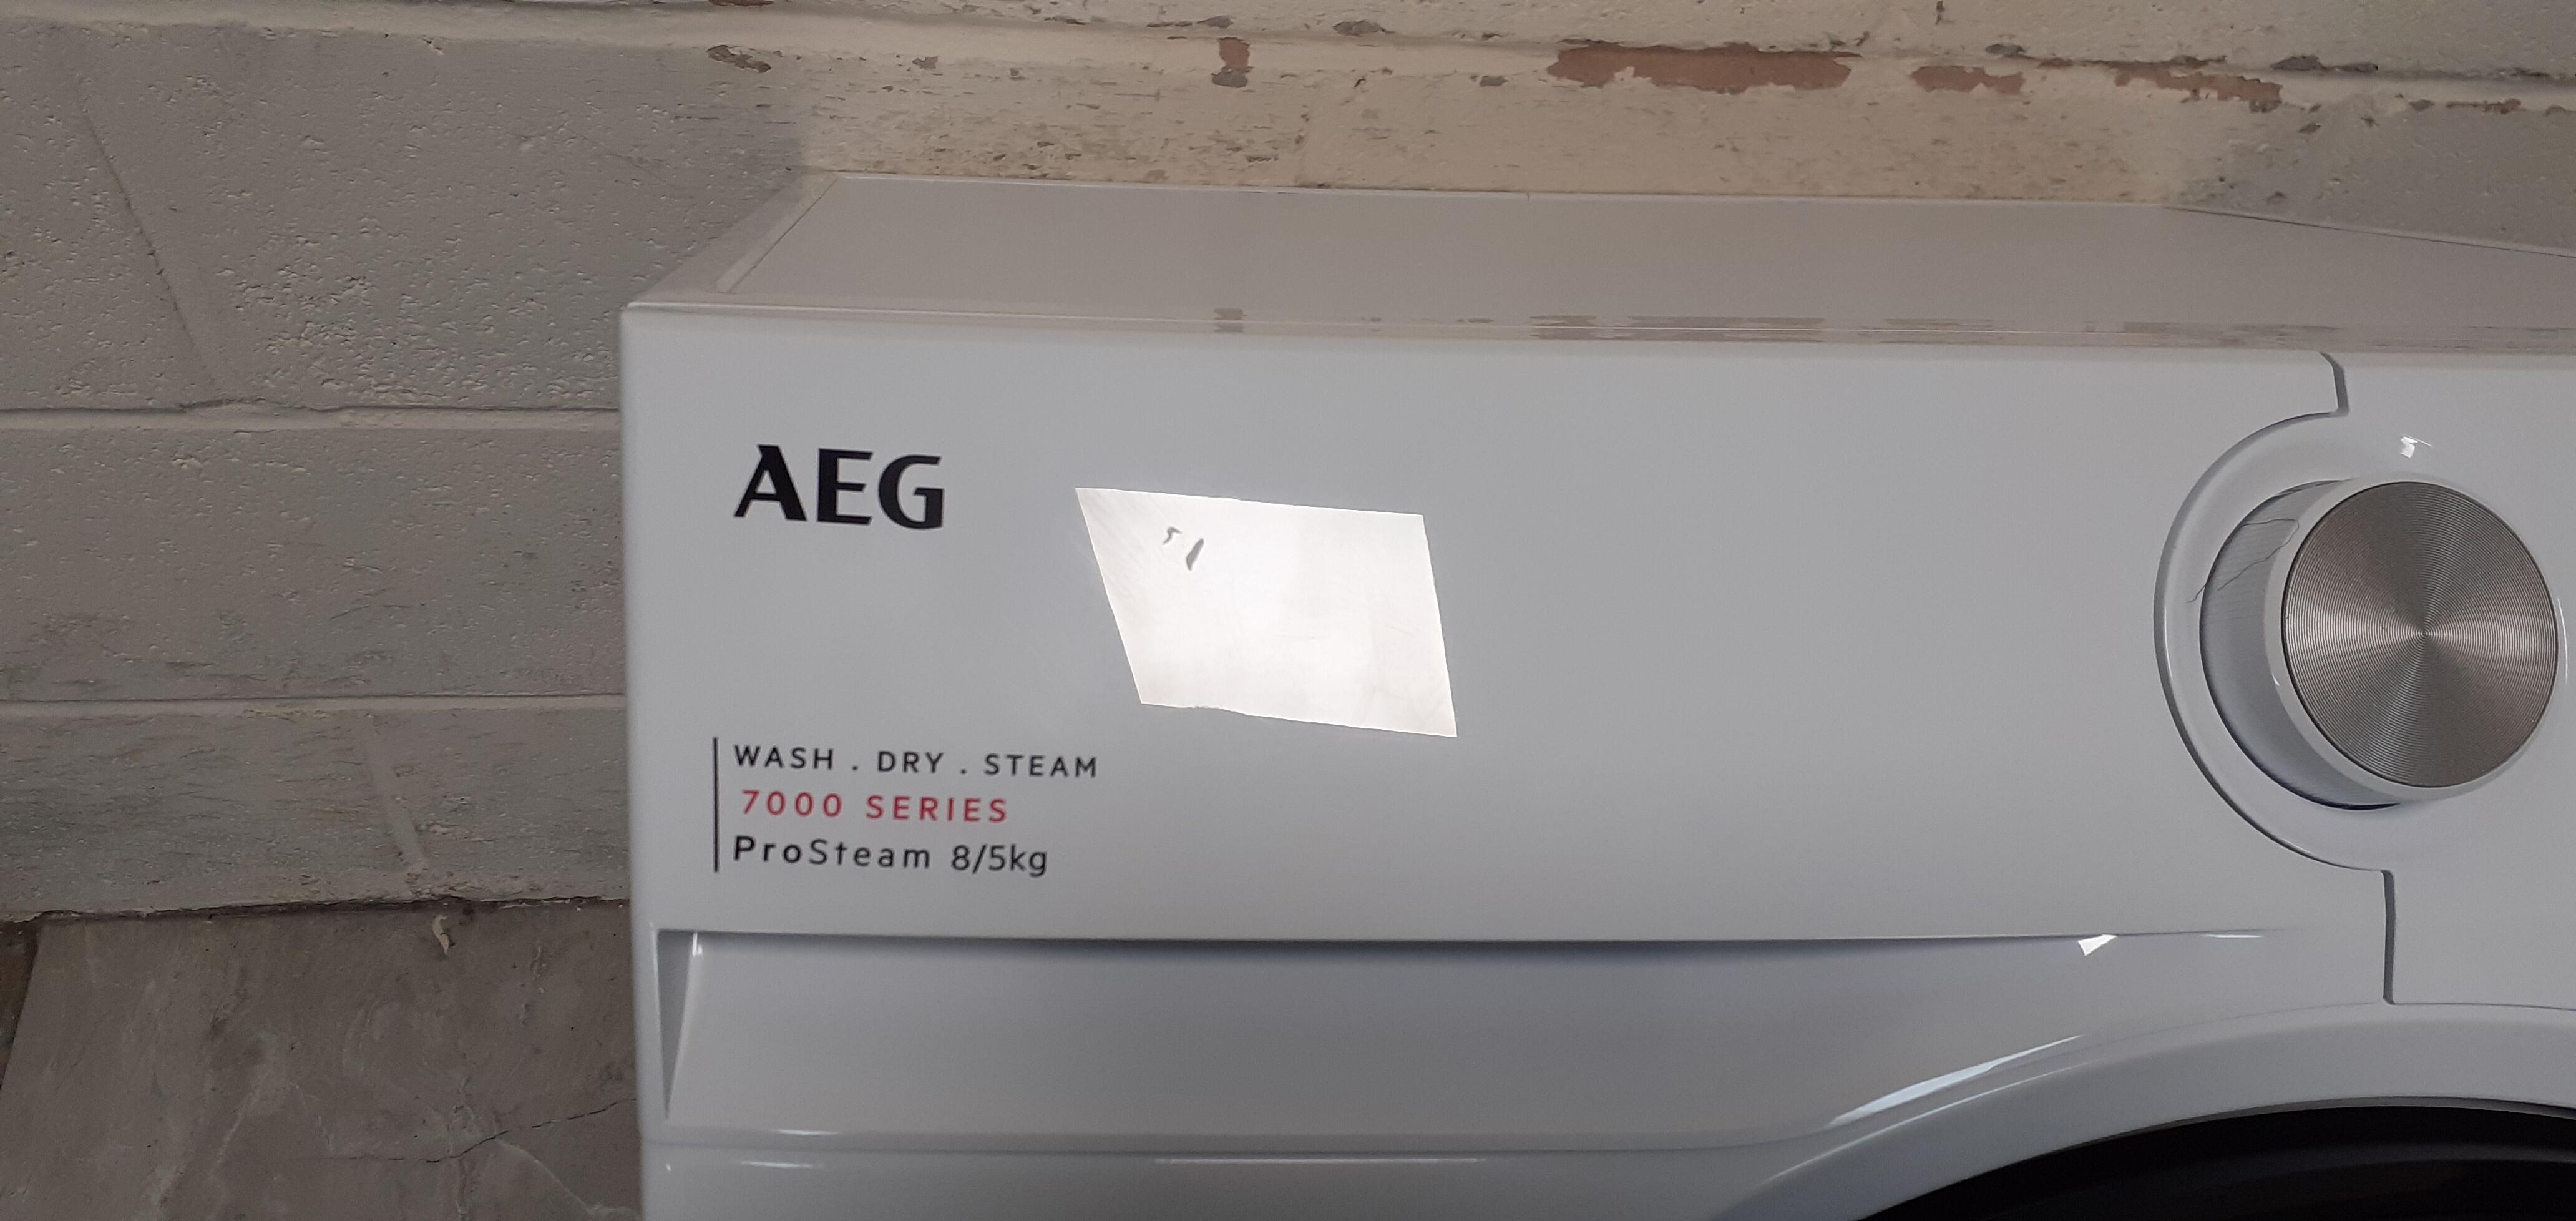 AEG
WASH . DRY . STEAM
7000 SERIES
ProSteam 8/5kg